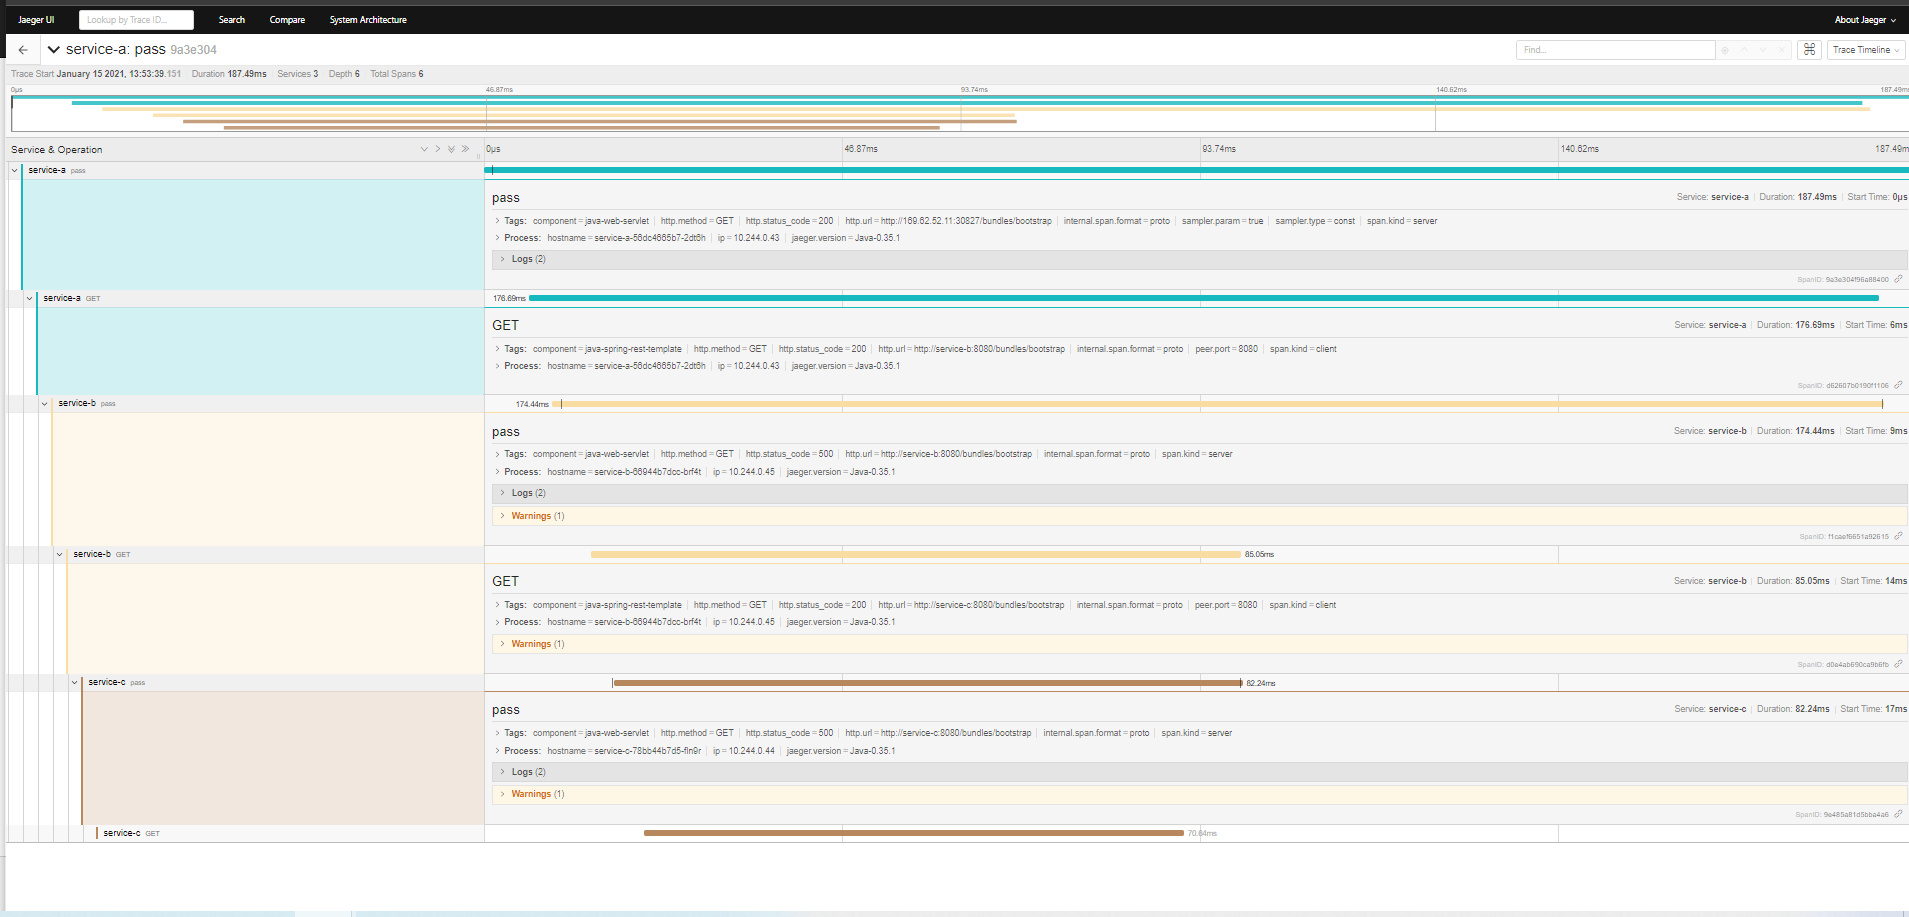 Jaeger UI Lookup by Trace ID... Search Compare System Architecture About Jaeger
service-a: pass 9a3e304 Find... Trace Timeline
Trace Start January 15 2021, 13:53:39.151 Duration 187.49ms Services 3 Depth 6 Total Spans 6
0μs 46.87ms 93.74ms 140.62ms 187.49ms
Service & Operation 0μs 46.87ms 93.74ms 140.62ms 187.49m
service-a pass
pass Service: service-a Duration: 187.49ms Start Time: 0μs
Tags: component = java-web-servlet http.method = GET http.status_code = 200 http.url = http://169.62.52.11:30827/bundles/bootstrap internal.span.format = proto sampler.param = true sampler.type = const span.kind = server
Process: hostname = service-a-56dc4665b7-2dt6h ip = 10.244.0.43 jaeger.version = Java-0.35.1
Logs (2)
SpanID: 9a3e304f96a88400
service-a GET 176.69ms
GET Service: service-a Duration: 176.69ms Start Time: 6ms
Tags: component = java-spring-rest-template http.method = GET http.status_code = 200 http.url = http://service-b:8080/bundles/bootstrap internal.span.format = proto peer.port = 8080 span.kind = client
Process: hostname = service-a-56dc4665b7-2dt6h ip = 10.244.0.43 jaeger.version = Java-0.35.1
SpanID: d62607b0190f1106
service-b pass 174.44ms
pass Service: service-b Duration: 174.44ms Start Time: 9ms
Tags: component = java-web-servlet http.method = GET http.status_code = 500 http.url = http://service-b:8080/bundles/bootstrap internal.span.format = proto span.kind = server
Process: hostname = service-b-66944b7dcc-brf4t ip = 10.244.0.45 jaeger.version = Java-0.35.1
Logs (2)
Warnings (1)
SpanID: f1caef6651a92615
service-b GET 85.05ms
GET Service: service-b Duration: 85.05ms Start Time: 14ms
Tags: component = java-spring-rest-template http.method = GET http.status_code = 200 http.url = http://service-c:8080/bundles/bootstrap internal.span.format = proto peer.port = 8080 span.kind = client
Process: hostname = service-b-66944b7dcc-brf4t ip = 10.244.0.45 jaeger.version = Java-0.35.1
Warnings (1)
SpanID: d0e4ab690ca9b6fb
service-c pass 82.24ms
pass Service: service-c Duration: 82.24ms Start Time: 17ms
Tags: component = java-web-servlet http.method = GET http.status_code = 500 http.url = http://service-c:8080/bundles/bootstrap internal.span.format = proto span.kind = server
Process: hostname = service-c-78bb44b7d5-fln9r ip = 10.244.0.44 jaeger.version = Java-0.35.1
Logs (2)
Warnings (1)
SpanID: 9e485a81d5bba4a6
service-c GET 70.64ms